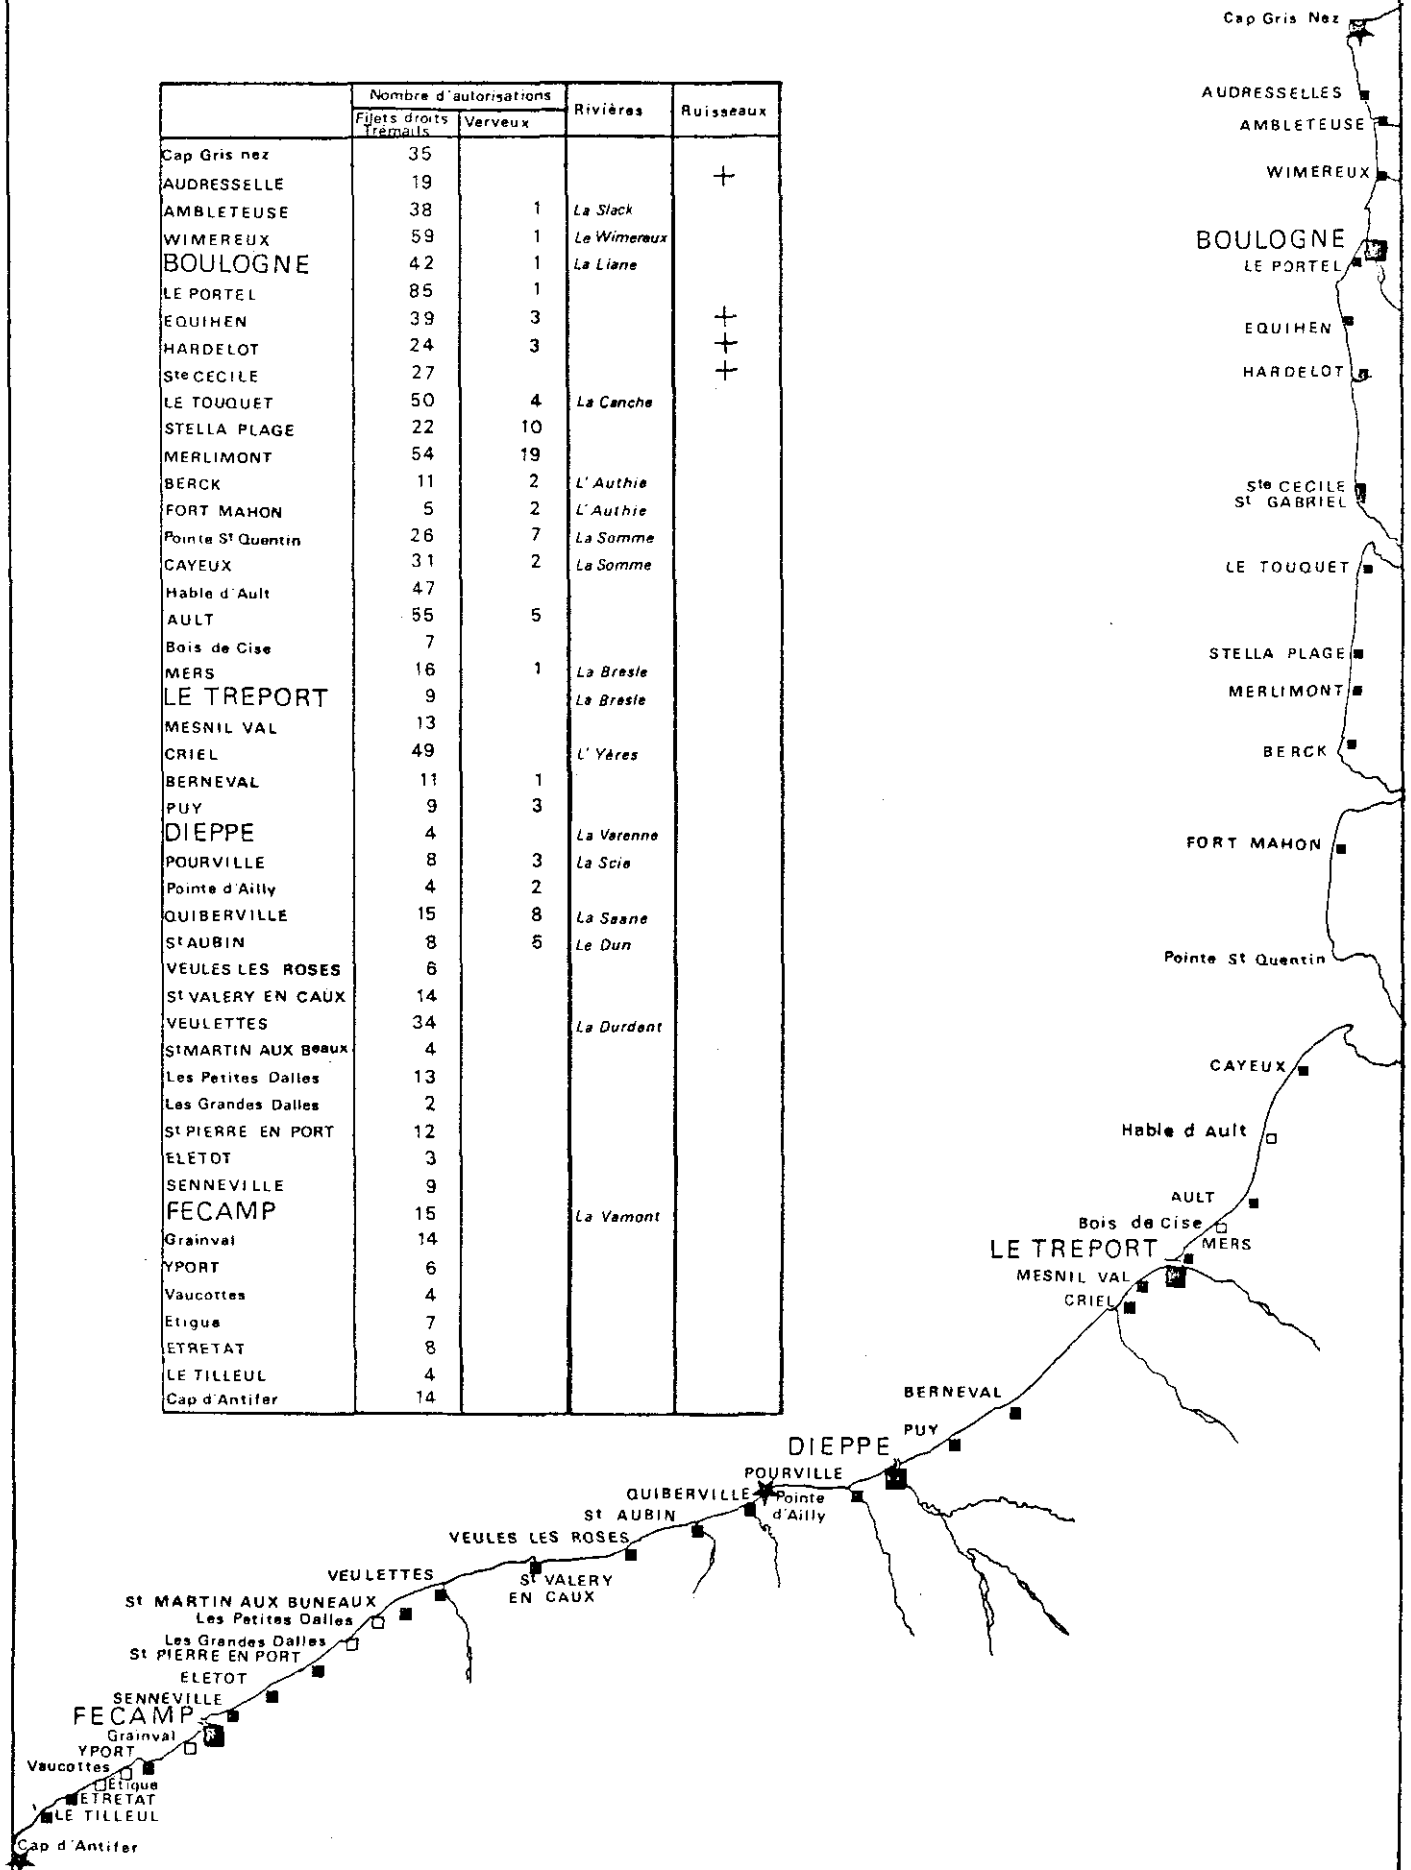 Nombre d'autorisations Rivières Ruisseaux
Filets droits Trémails Verveux
Cap Gris nez 35
AUDRESSELLE 19 +
AMBLETEUSE 38 1 La Slack
WIMEREUX 59 1 Le Wimereux
BOULOGNE 42 1 La Liane
LE PORTEL 85 1
EQUIHEN 39 3 +
HARDELOT 24 3 +
Ste CECILE 27 +
LE TOUQUET 50 4 La Canche
STELLA PLAGE 22 10
MERLIMONT 54 19
BERCK 11 2 L'Authie
FORT MAHON 5 2 L'Authie
Pointe St Quentin 26 7 La Somme
CAYEUX 31 2 La Somme
Hable d'Ault 47
AULT 55 5
Bois de Cise 7
MERS 16 1 La Bresle
LE TREPORT 9 La Bresle
MESNIL VAL 13
CRIEL 49 L'Yères
BERNEVAL 11 1
PUY 9 3
DIEPPE 4 La Varenne
POURVILLE 8 3 La Scie
Pointe d'Ailly 4 2
QUIBERVILLE 15 8 La Saane
St AUBIN 8 Le Dun
VEULES LES ROSES 6
St VALERY EN CAUX 14
VEULETTES 34 La Durdent
St MARTIN AUX Beaux 4
Les Petites Dalles 13
Les Grandes Dalles 2
St PIERRE EN PORT 12
ELETOT 3
SENNEVILLE 9
FECAMP 15 La Vamont
Grainval 14
YPORT 6
Vaucottes 4
Etigue 7
ETRETAT 8
LE TILLEUL 4
Cap d'Antifer 14
Cap Gris Nez
AUDRESSELLES
AMBLETEUSE
WIMEREUX
BOULOGNE
LE PORTEL
EQUIHEN
HARDELOT
Ste CECILE
St GABRIEL
LE TOUQUET
STELLA PLAGE
MERLIMONT
BERCK
FORT MAHON
Pointe St Quentin
CAYEUX
Hable d Ault
AULT
Bois de Cise
MERS
LE TREPORT
MESNIL VAL
CRIEL
BERNEVAL
PUY
DIEPPE
POURVILLE
Pointe
d'Ailly
QUIBERVILLE
St AUBIN
VEULES LES ROSES
St VALERY
EN CAUX
VEULETTES
St MARTIN AUX BUNEAUX
Les Petites Dalles
Les Grandes Dalles
St PIERRE EN PORT
ELETOT
SENNEVILLE
FECAMP
Grainval
YPORT
Vaucottes
Etique
ETRETAT
LE TILLEUL
Cap d'Antifer